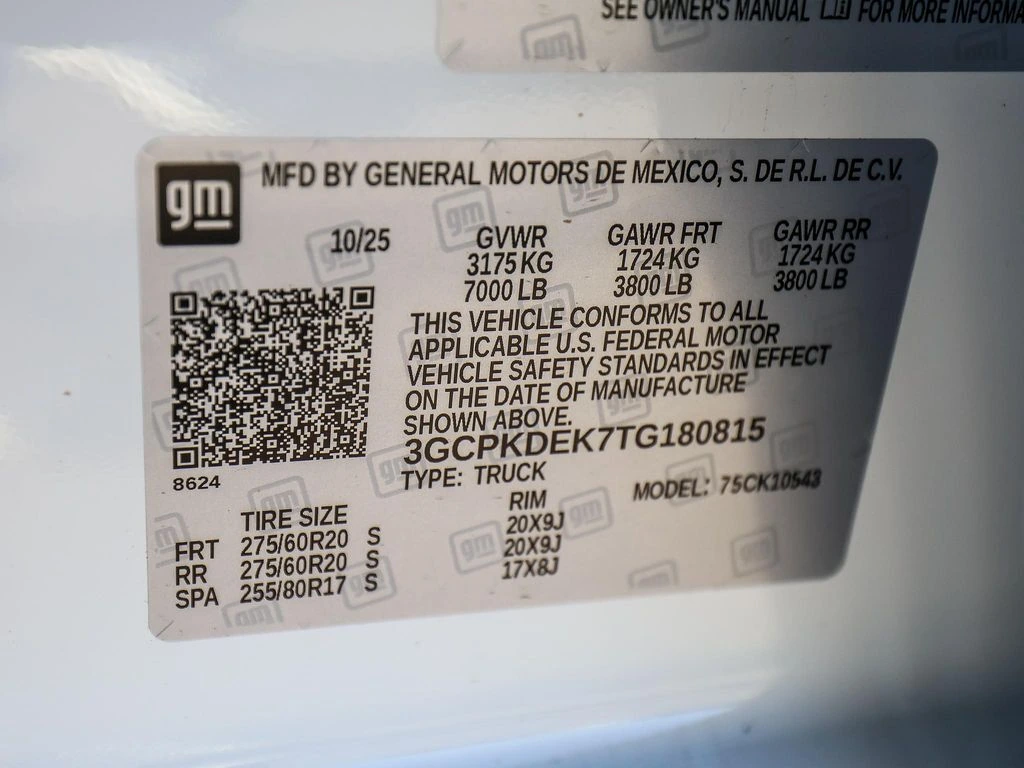 SEE OWNER'S MANUAL FOR MORE
gm
MFD BY GENERAL MOTORS DE MEXICO, S. DE R.L. DE C.V.
10/25 GVWR GAWR FRT GAWR RR
3175 KG 1724 KG 1724 KG
7000 LB 3800 LB 3800 LB
THIS VEHICLE CONFORMS TO ALL
APPLICABLE U.S. FEDERAL MOTOR
VEHICLE SAFETY STANDARDS IN EFFECT
ON THE DATE OF MANUFACTURE
SHOWN ABOVE.
3GCPKDEK7TG180815
8624
TYPE: TRUCK MODEL: 75CK10543
TIRE SIZE RIM
FRT 275/60R20 S 20X9J
RR 275/60R20 S 20X9J
SPA 255/80R17 S 17X8J